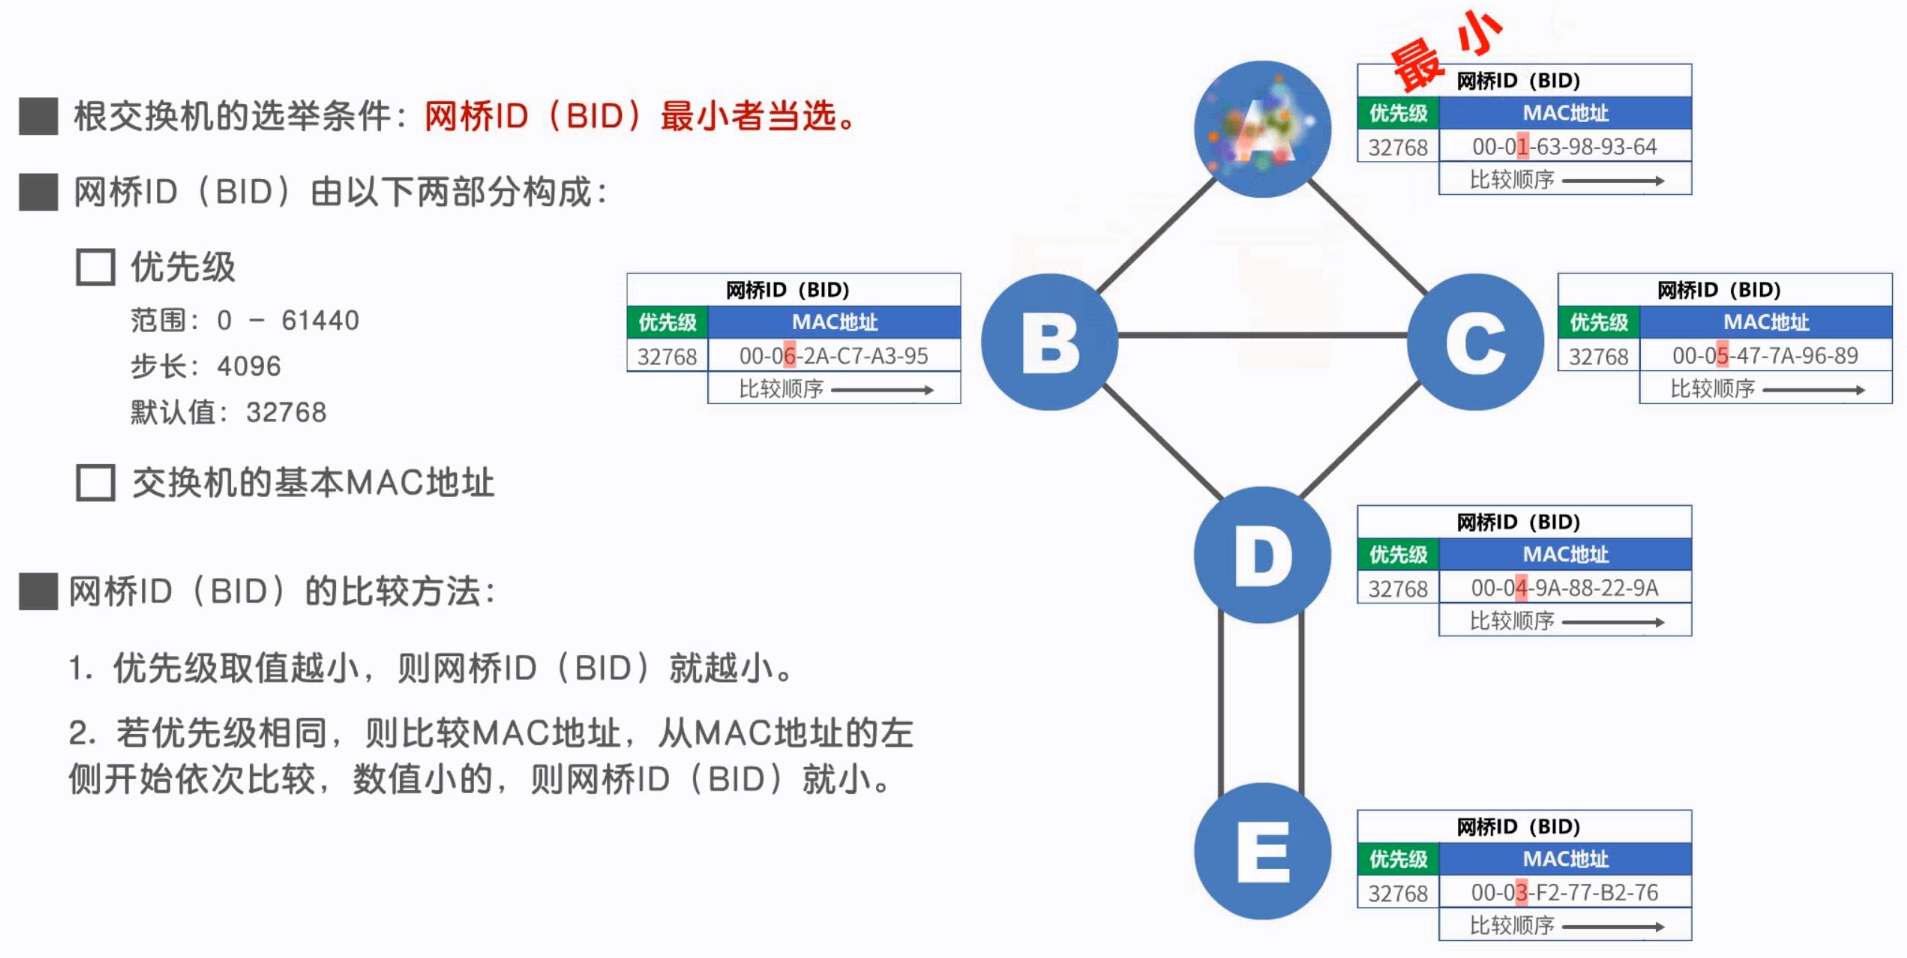 根交换机的选举条件：网桥ID（BID）最小者当选。
网桥ID（BID）由以下两部分构成：
优先级
范围：0 – 61440
步长：4096
默认值：32768
交换机的基本MAC地址
网桥ID（BID）的比较方法：
1. 优先级取值越小，则网桥ID（BID）就越小。
2. 若优先级相同，则比较MAC地址，从MAC地址的左
侧开始依次比较，数值小的，则网桥ID（BID）就小。
最小
A
网桥ID（BID）
优先级 MAC地址
32768 00-01-63-98-93-64
比较顺序
网桥ID（BID）
优先级 MAC地址
32768 00-06-2A-C7-A3-95
比较顺序
B
C
网桥ID（BID）
优先级 MAC地址
32768 00-05-47-7A-96-89
比较顺序
D
网桥ID（BID）
优先级 MAC地址
32768 00-04-9A-88-22-9A
比较顺序
E
网桥ID（BID）
优先级 MAC地址
32768 00-03-F2-77-B2-76
比较顺序